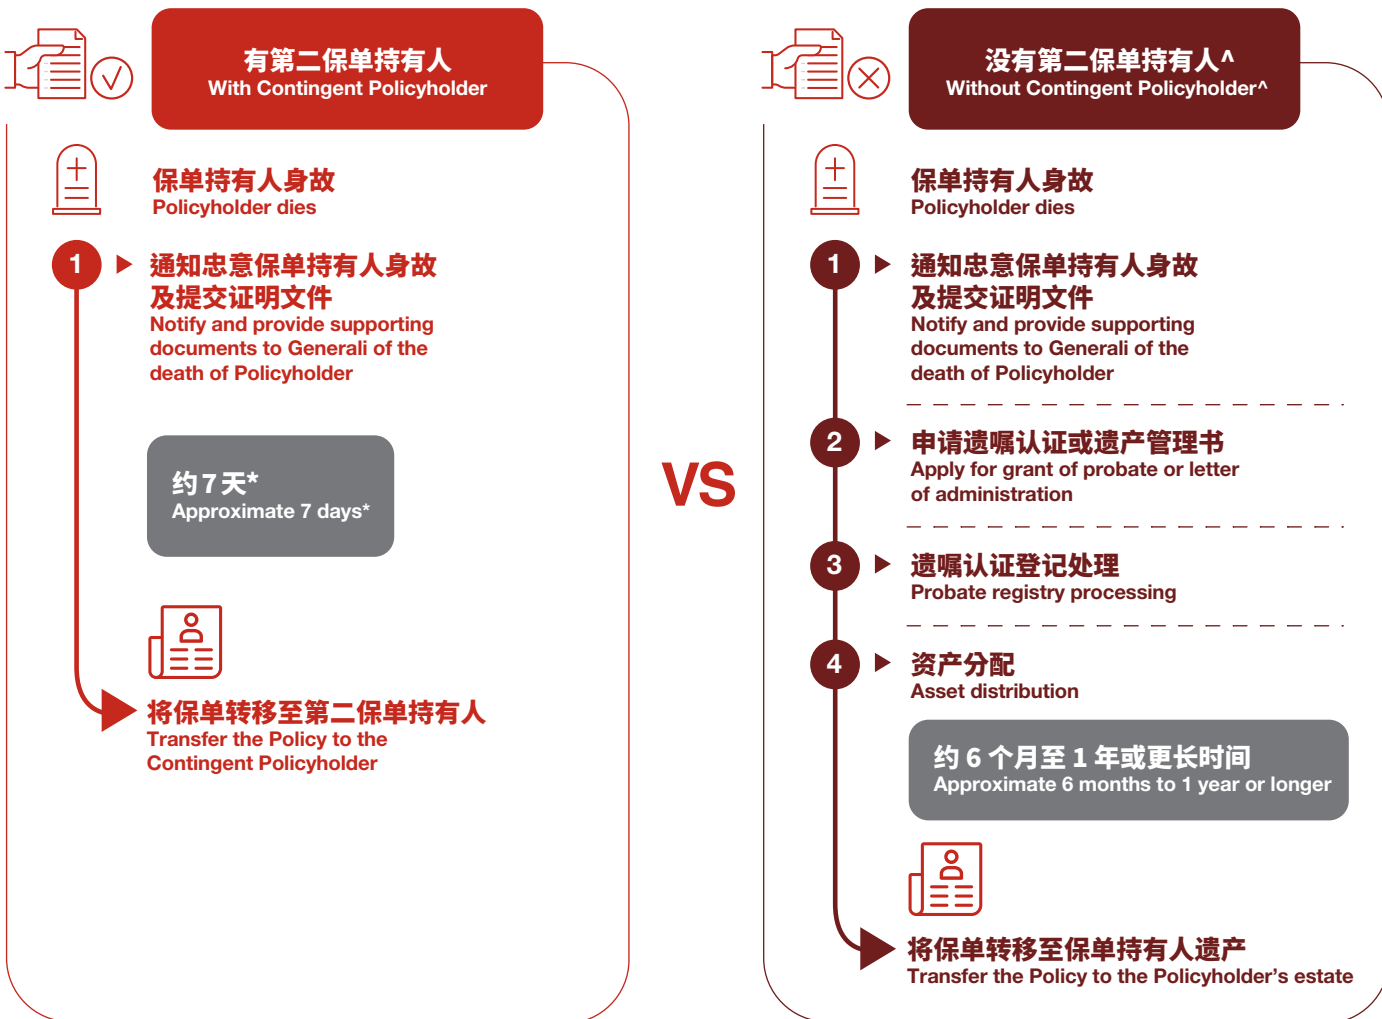 有第二保单持有人
With Contingent Policyholder
保单持有人身故
Policyholder dies
1
通知忠意保单持有人身故
及提交证明文件
Notify and provide supporting
documents to Generali of the
death of Policyholder
约 7 天*
Approximate 7 days*
将保单转移至第二保单持有人
Transfer the Policy to the
Contingent Policyholder
VS
没有第二保单持有人^
Without Contingent Policyholder^
保单持有人身故
Policyholder dies
1
通知忠意保单持有人身故
及提交证明文件
Notify and provide supporting
documents to Generali of the
death of Policyholder
2
申请遗嘱认证或遗产管理书
Apply for grant of probate or letter
of administration
3
遗嘱认证登记处理
Probate registry processing
4
资产分配
Asset distribution
约 6 个月至 1 年或更长时间
Approximate 6 months to 1 year or longer
将保单转移至保单持有人遗产
Transfer the Policy to the Policyholder’s estate